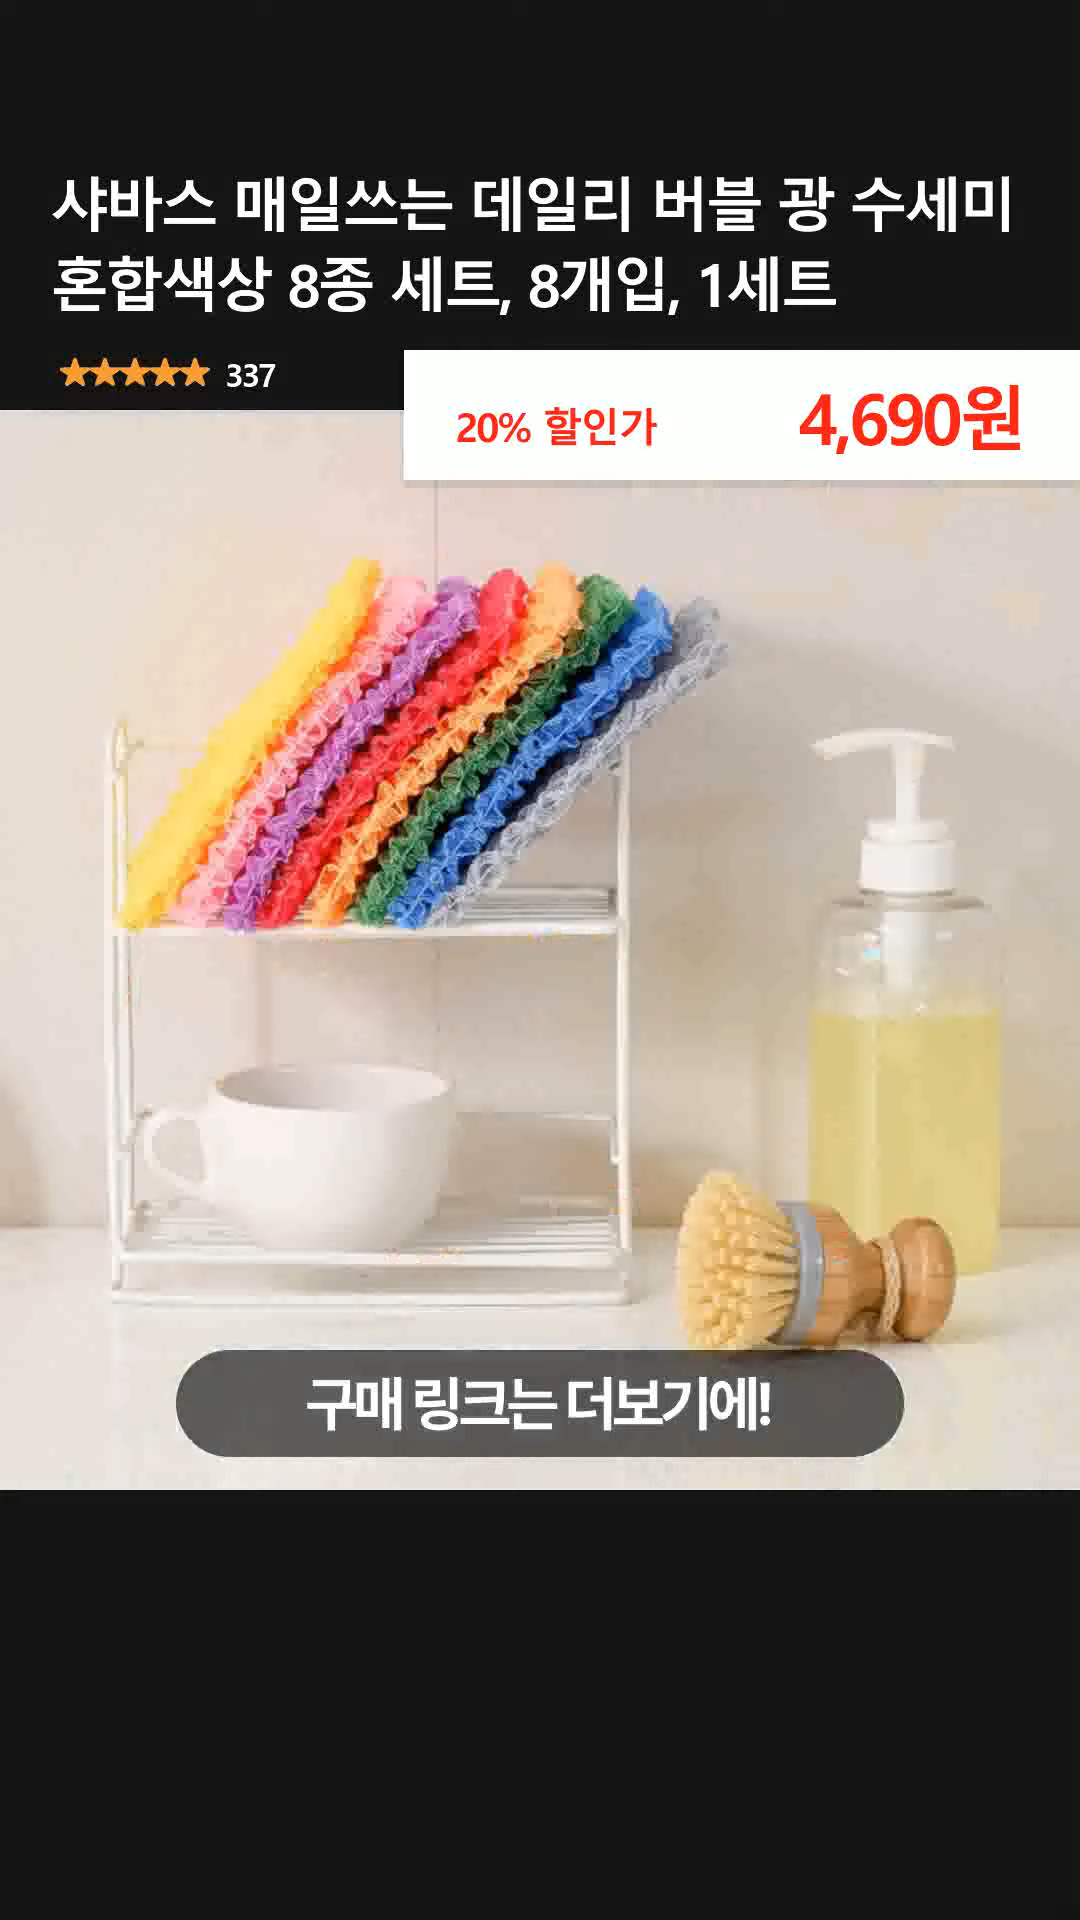 샤바스 매일쓰는 데일리 버블 광 수세미
혼합색상 8종 세트, 8개입, 1세트
★★★★★ 337
20% 할인가 4,690원
구매 링크는 더보기에!